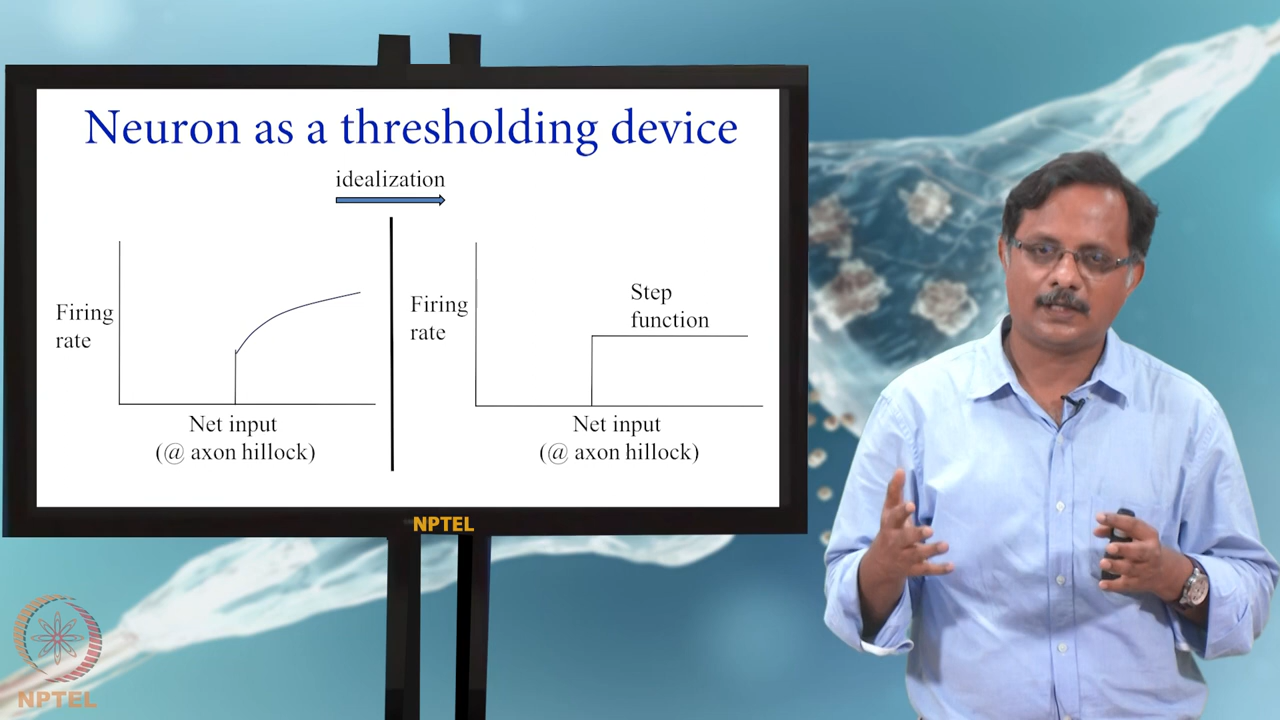 Neuron as a thresholding device
idealization
Firing
rate
Net input
(@ axon hillock)
Firing
rate
Step
function
Net input
(@ axon hillock)
NPTEL
NPTEL